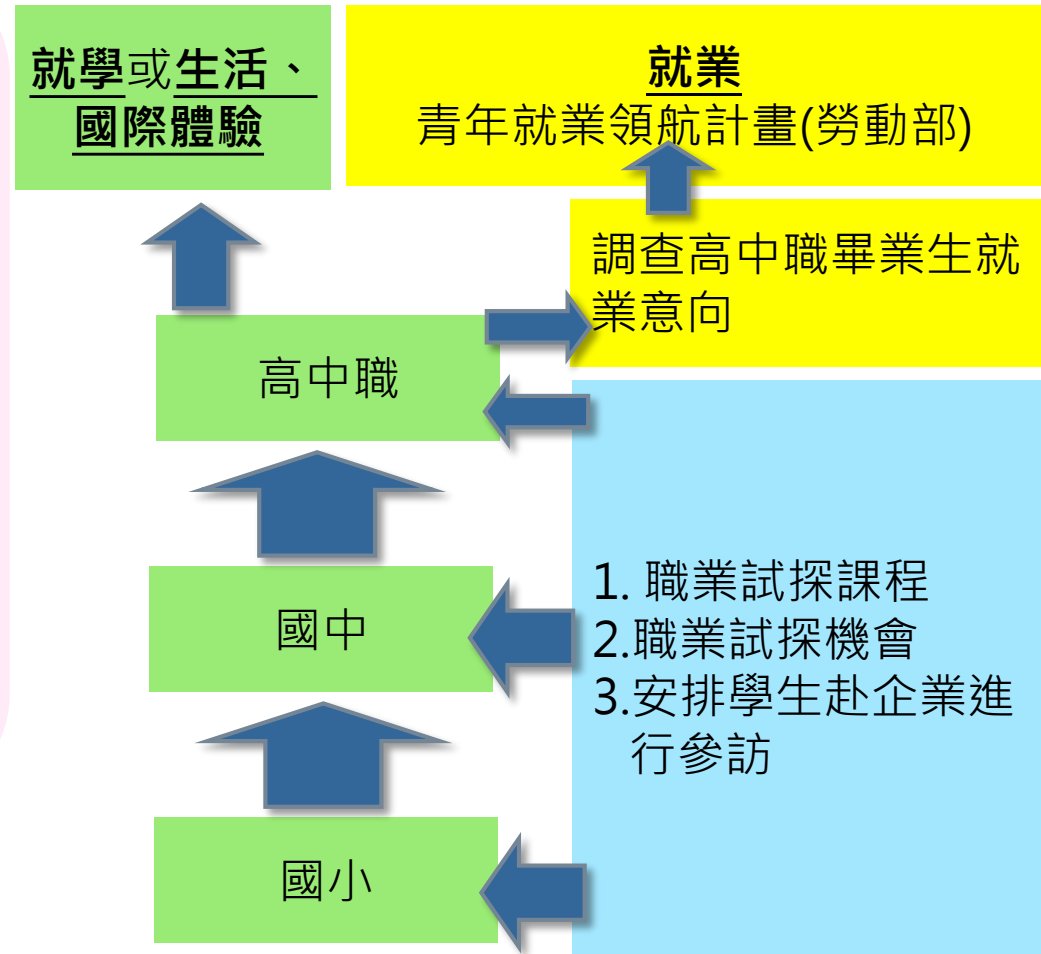 就學或生活、
國際體驗
就業
青年就業領航計畫(勞動部)
調查高中職畢業生就
業意向
高中職
國中
1. 職業試探課程
2.職業試探機會
3.安排學生赴企業進
行參訪
國小